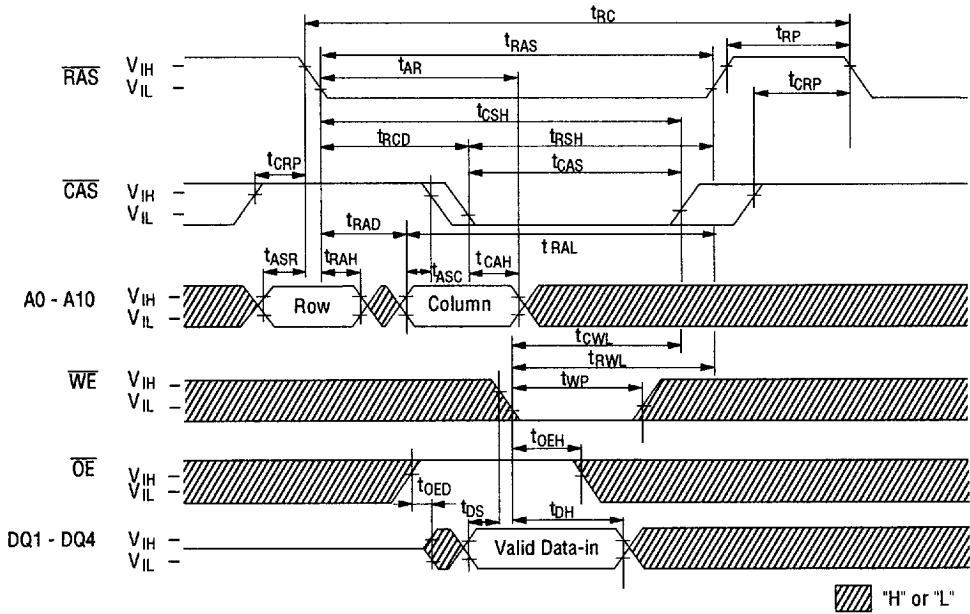 tRC
tRP
tRAS
tAR
RAS
VIH
VIL
tCRP
tCSH
tRCD
tRSH
tCRP
tCAS
CAS
VIH
VIL
tRAD
tRAL
tASR
tRAH
tASC
tCAH
A0 - A10
VIH
VIL
Row
Column
tCWL
tRWL
WE
VIH
VIL
tWP
tOEH
OE
VIH
VIL
tOED
tDS
tDH
DQ1 - DQ4
VIH
VIL
Valid Data-in
"H" or "L"